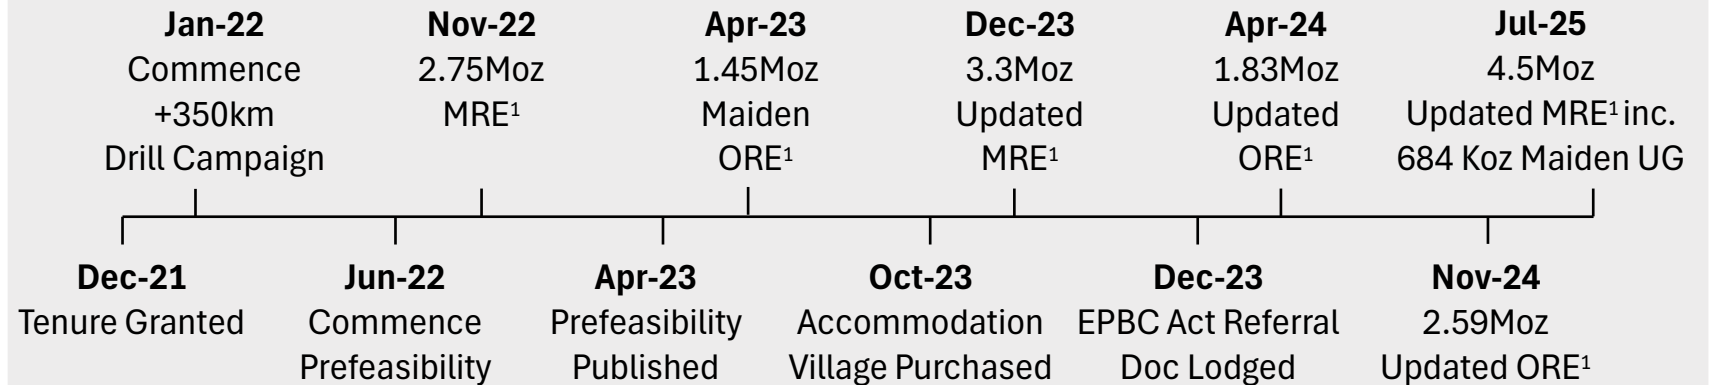 Jan-22
Commence
+350km
Drill Campaign
Nov-22
2.75Moz
MRE¹
Apr-23
1.45Moz
Maiden
ORE¹
Dec-23
3.3Moz
Updated
MRE¹
Apr-24
1.83Moz
Updated
ORE¹
Jul-25
4.5Moz
Updated MRE¹ inc.
684 Koz Maiden UG
Dec-21
Tenure Granted
Jun-22
Commence
Prefeasibility
Apr-23
Prefeasibility
Published
Oct-23
Accommodation
Village Purchased
Dec-23
EPBC Act Referral
Doc Lodged
Nov-24
2.59Moz
Updated ORE¹